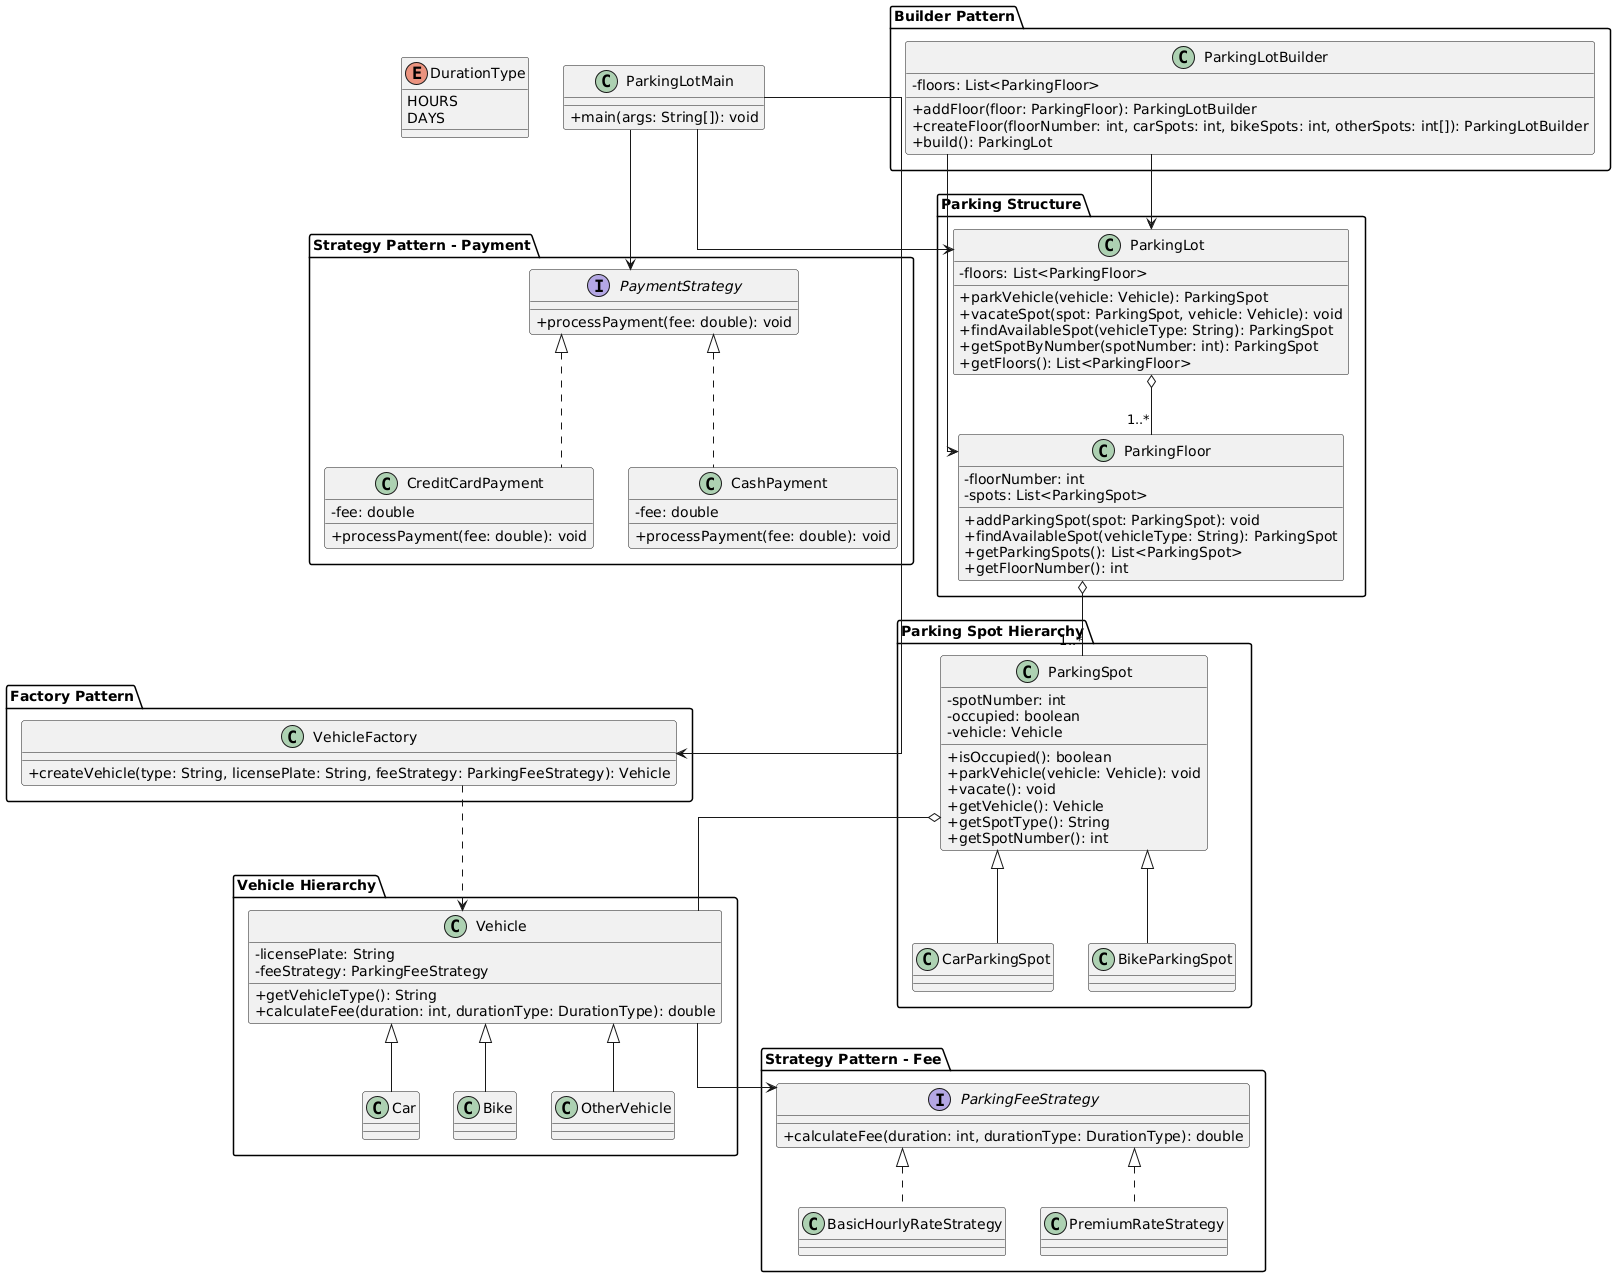 Builder Pattern
C ParkingLotBuilder
-floors: List<ParkingFloor>
+addFloor(floor: ParkingFloor): ParkingLotBuilder
+createFloor(floorNumber: int, carSpots: int, bikeSpots: int, otherSpots: int[]): ParkingLotBuilder
+build(): ParkingLot
E DurationType
HOURS
DAYS
C ParkingLotMain
+main(args: String[]): void
Parking Structure
C ParkingLot
-floors: List<ParkingFloor>
+parkVehicle(vehicle: Vehicle): ParkingSpot
+vacateSpot(spot: ParkingSpot, vehicle: Vehicle): void
+findAvailableSpot(vehicleType: String): ParkingSpot
+getSpotByNumber(spotNumber: int): ParkingSpot
+getFloors(): List<ParkingFloor>
1..*
C ParkingFloor
-floorNumber: int
-spots: List<ParkingSpot>
+addParkingSpot(spot: ParkingSpot): void
+findAvailableSpot(vehicleType: String): ParkingSpot
+getParkingSpots(): List<ParkingSpot>
+getFloorNumber(): int
Strategy Pattern - Payment
I PaymentStrategy
+processPayment(fee: double): void
C CreditCardPayment
-fee: double
+processPayment(fee: double): void
C CashPayment
-fee: double
+processPayment(fee: double): void
Parking Spot Hierarchy
1..*
C ParkingSpot
-spotNumber: int
-occupied: boolean
-vehicle: Vehicle
+isOccupied(): boolean
+parkVehicle(vehicle: Vehicle): void
+vacate(): void
+getVehicle(): Vehicle
+getSpotType(): String
+getSpotNumber(): int
C CarParkingSpot
C BikeParkingSpot
Factory Pattern
C VehicleFactory
+createVehicle(type: String, licensePlate: String, feeStrategy: ParkingFeeStrategy): Vehicle
Vehicle Hierarchy
C Vehicle
-licensePlate: String
-feeStrategy: ParkingFeeStrategy
+getVehicleType(): String
+calculateFee(duration: int, durationType: DurationType): double
C Car
C Bike
C OtherVehicle
Strategy Pattern - Fee
I ParkingFeeStrategy
+calculateFee(duration: int, durationType: DurationType): double
C BasicHourlyRateStrategy
C PremiumRateStrategy